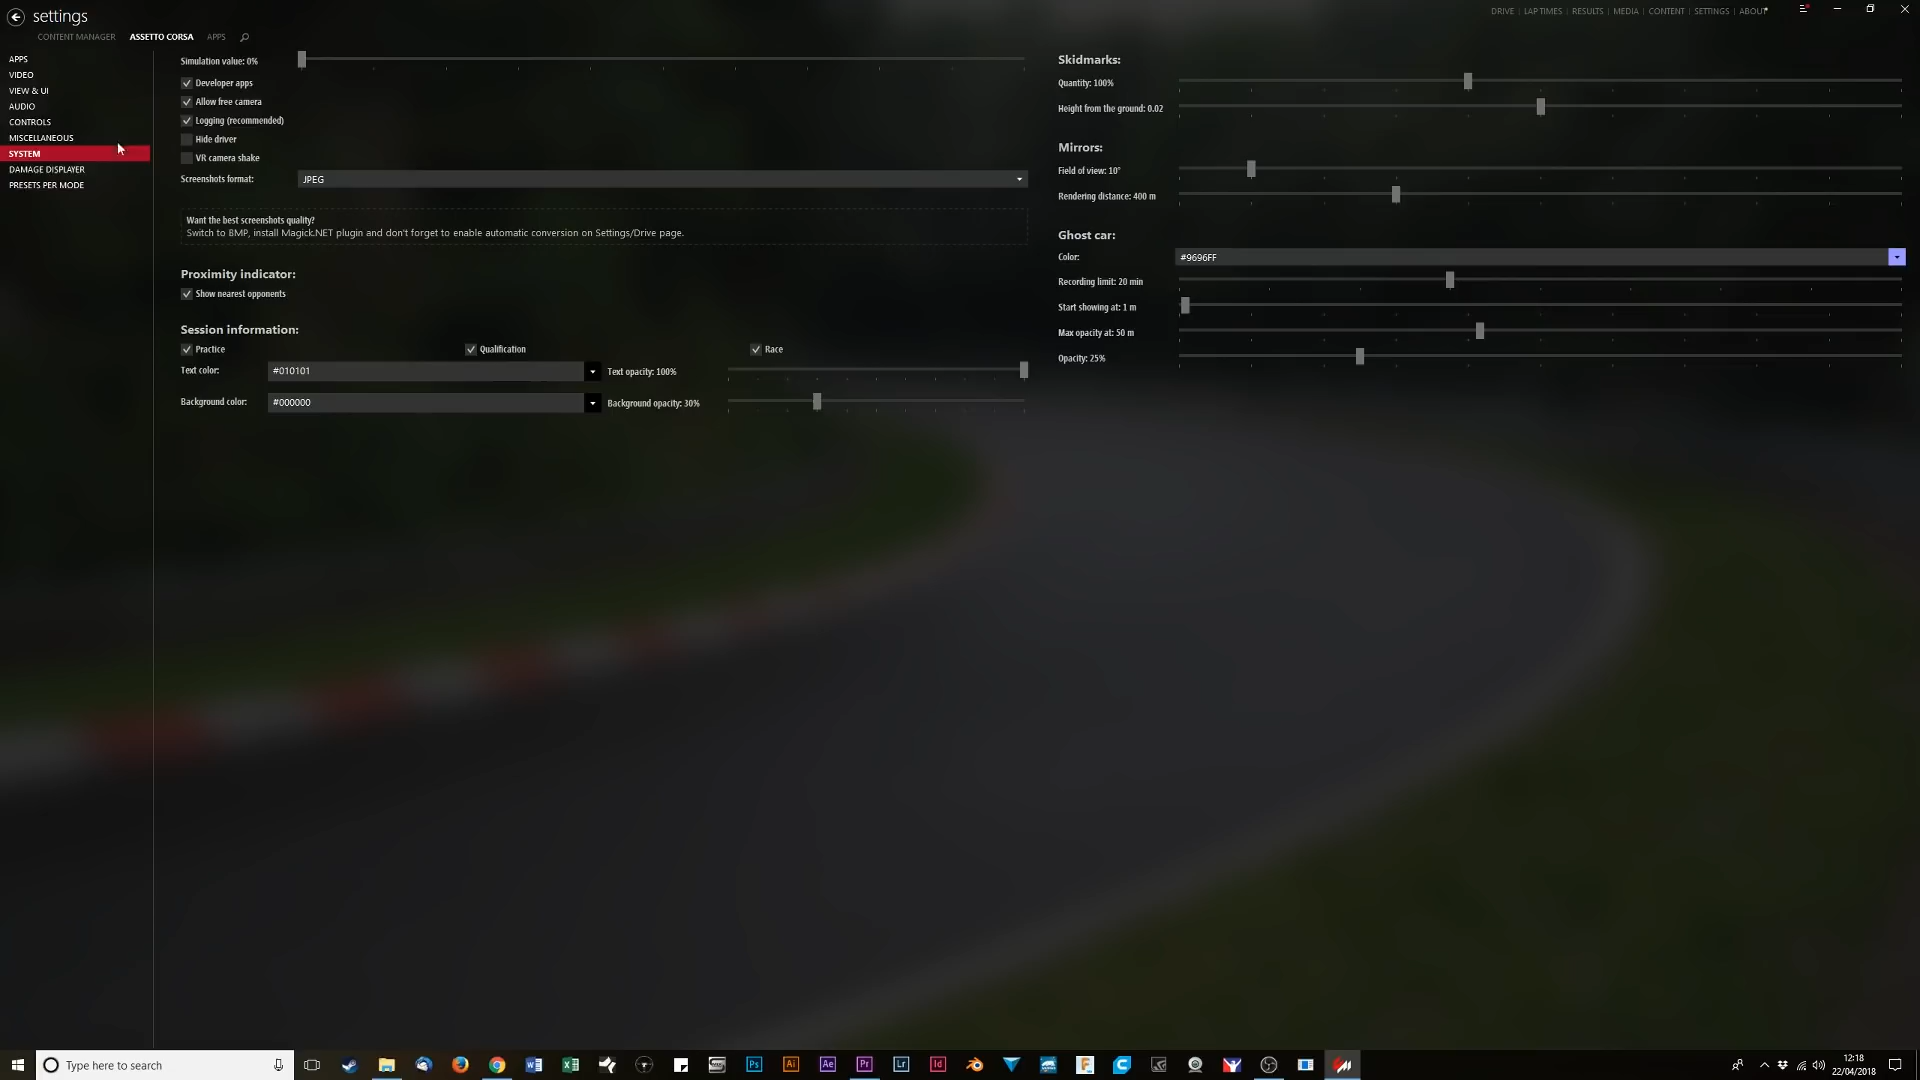 settings
DRIVE | LAP TIMES | RESULTS | MEDIA | CONTENT | SETTINGS | ABOUT
CONTENT MANAGER ASSETTO CORSA APPS
APPS
VIDEO
VIEW & UI
AUDIO
CONTROLS
MISCELLANEOUS
SYSTEM
DAMAGE DISPLAYER
PRESETS PER MODE
Simulation value: 0%
Developer apps
Allow free camera
Logging (recommended)
Hide driver
VR camera shake
Screenshots format: JPEG
Want the best screenshots quality?
Switch to BMP, install Magick.NET plugin and don't forget to enable automatic conversion on Settings/Drive page.
Proximity indicator:
Show nearest opponents
Session information:
Practice Qualification Race
Text color: #010101 Text opacity: 100%
Background color: #000000 Background opacity: 30%
Skidmarks:
Quantity: 100%
Height from the ground: 0.02
Mirrors:
Field of view: 10°
Rendering distance: 400 m
Ghost car:
Color: #9696FF
Recording limit: 20 min
Start showing at: 1 m
Max opacity at: 50 m
Opacity: 25%
Type here to search
Ps Ai Ae Pr Lr Id
12:18
22/04/2018